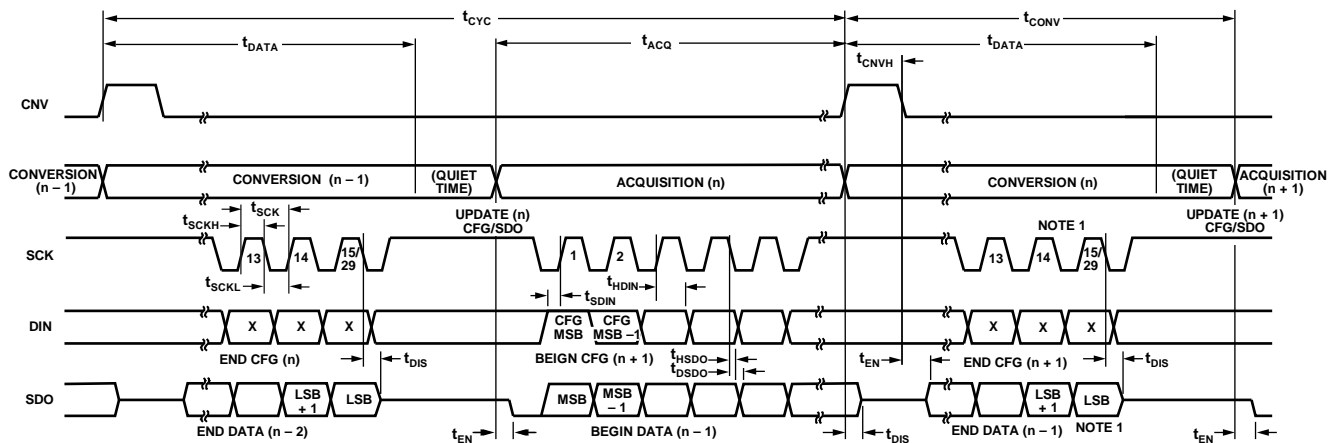 tCYC
tCONV
tDATA
tACQ
tDATA
tCNVH
CNV
CONVERSION
(n – 1)
CONVERSION (n – 1)
(QUIET
TIME)
ACQUISITION (n)
CONVERSION (n)
(QUIET
TIME)
ACQUISITION
(n + 1)
tSCK
tSCKH
UPDATE (n)
CFG/SDO
NOTE 1
UPDATE (n + 1)
CFG/SDO
SCK
13
14
15/
29
1
2
13
14
15/
29
tSCKL
tHDIN
tSDIN
DIN
X
X
X
CFG
MSB
CFG
MSB –1
X
X
X
END CFG (n)
tDIS
BEIGN CFG (n + 1)
tHSDO
tDSDO
tEN
END CFG (n + 1)
tDIS
SDO
LSB
+ 1
LSB
MSB
MSB
–1
LSB
+ 1
LSB
END DATA (n – 2)
tEN
BEGIN DATA (n – 1)
tDIS
END DATA (n – 1)
NOTE 1
tEN